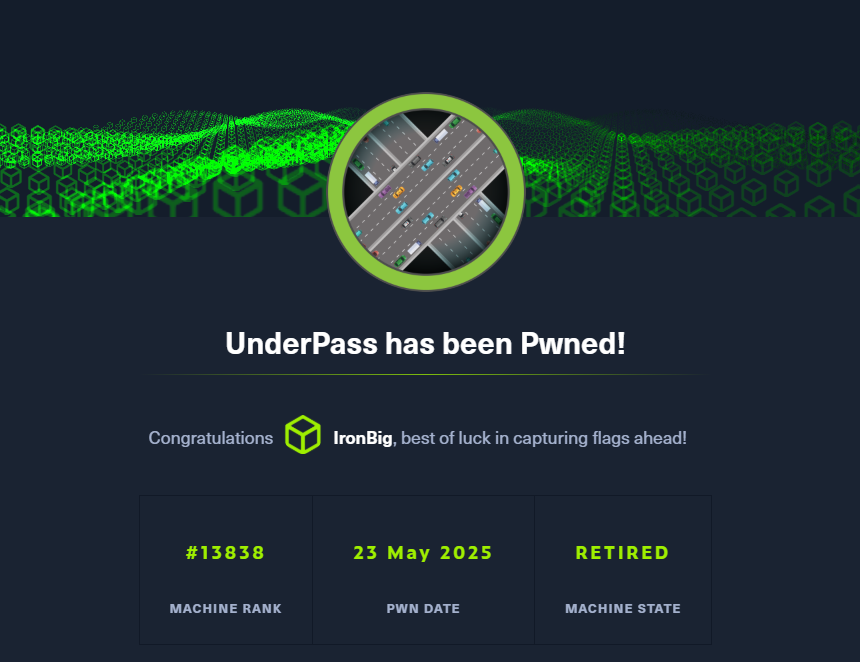 UnderPass has been Pwned!
Congratulations IronBig, best of luck in capturing flags ahead!
#13838 23 May 2025 RETIRED
MACHINE RANK PWN DATE MACHINE STATE